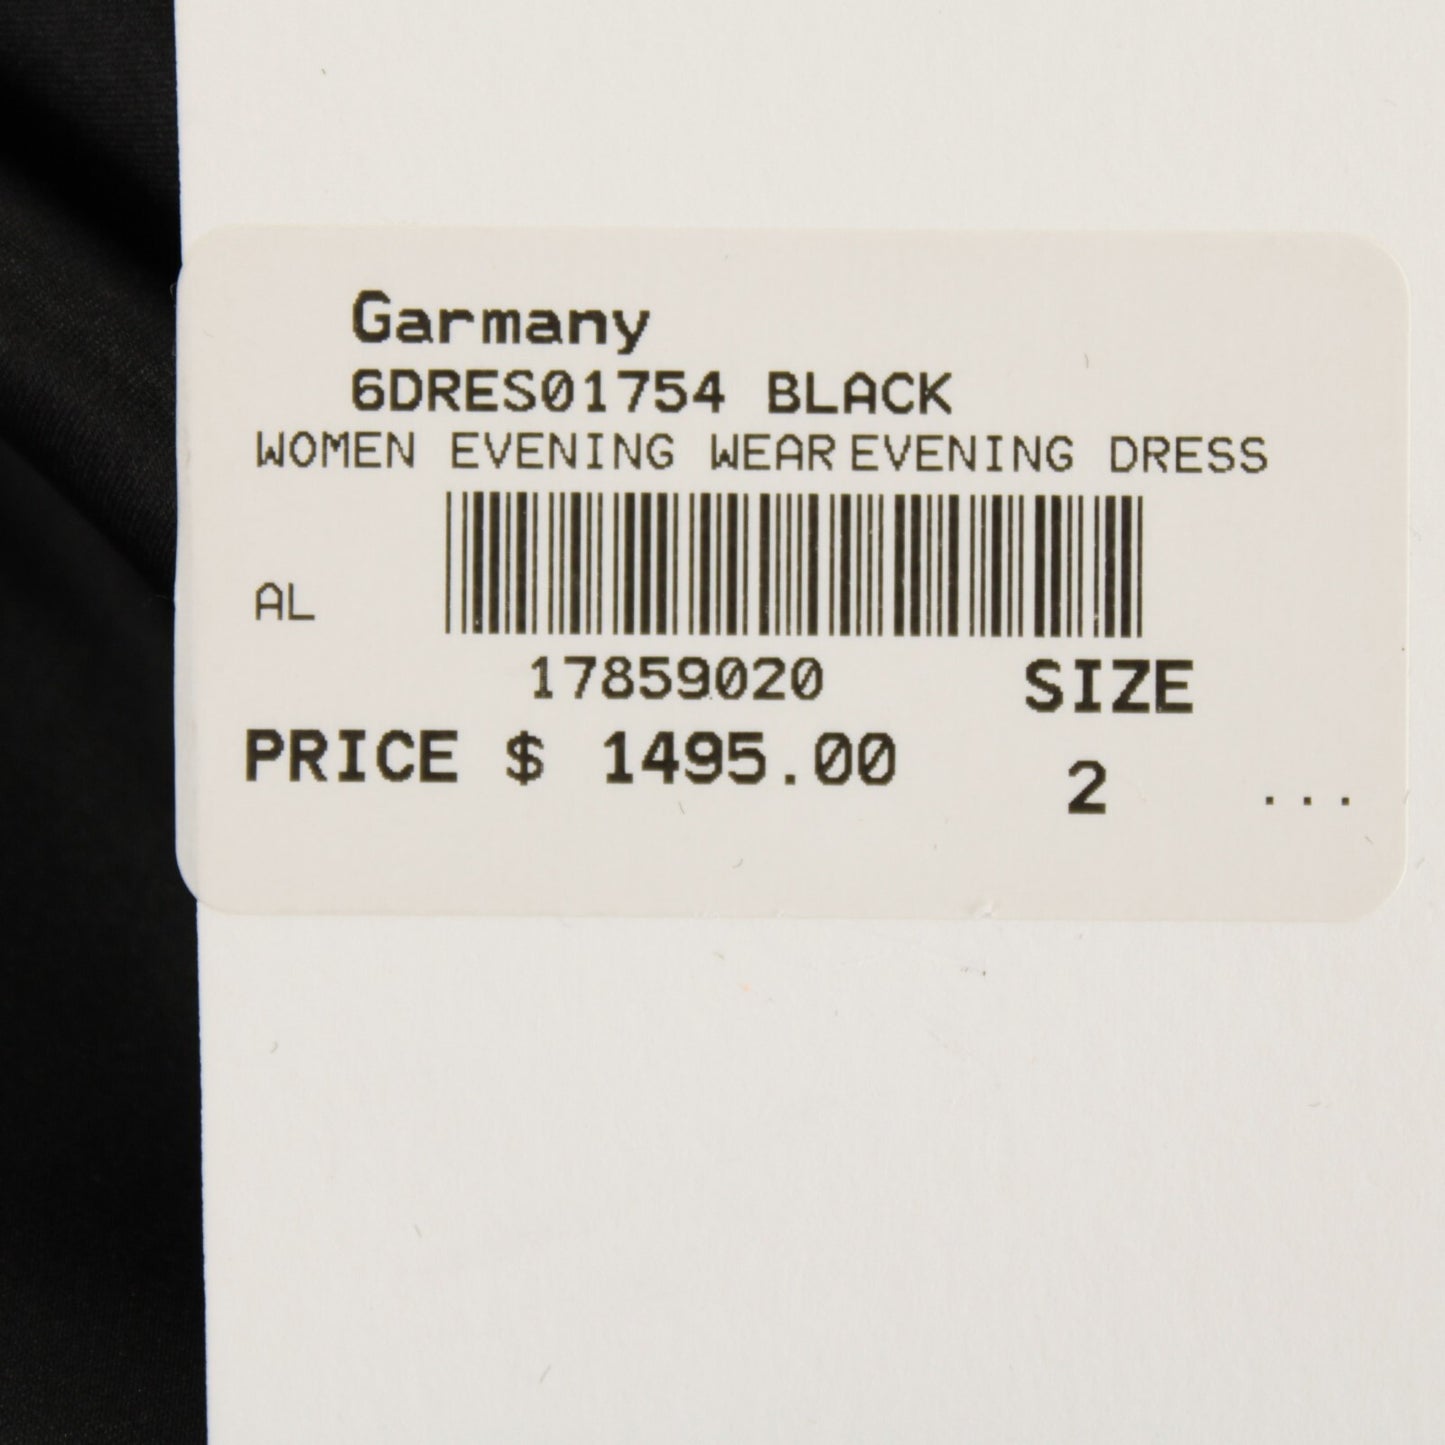 Garmany
6DRES01754 BLACK
WOMEN EVENING WEAR EVENING DRESS
AL
17859020
SIZE
PRICE $ 1495.00
2 ...